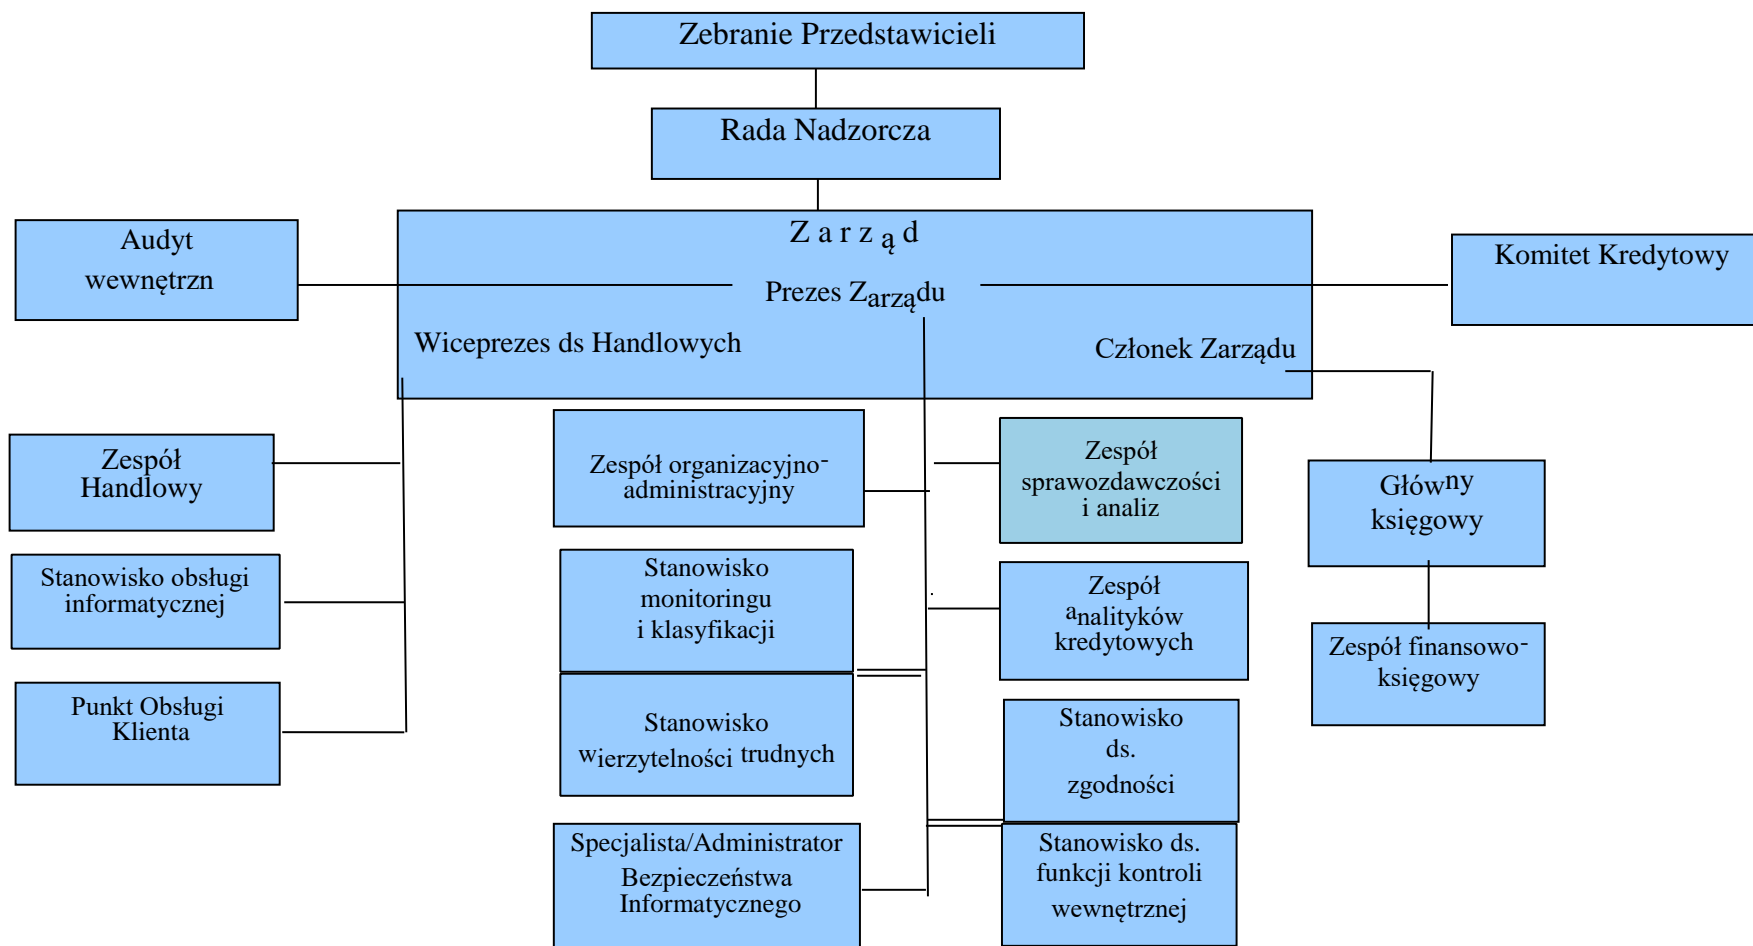 Zebranie Przedstawicieli
Rada Nadzorcza
Z a r z ą d
Audyt
wewnętrzn
Prezes Zarządu
Komitet Kredytowy
Wiceprezes ds Handlowych
Członek Zarządu
Zespół
Handlowy
Zespół organizacyjno-
administracyjny
Zespół
sprawozdawczości
i analiz
Główny
księgowy
Stanowisko obsługi
informatycznej
Stanowisko
monitoringu
i klasyfikacji
Zespół
analityków
kredytowych
Zespół finansowo-
księgowy
Punkt Obsługi
Klienta
Stanowisko
wierzytelności trudnych
Stanowisko
ds.
zgodności
Specjalista/Administrator
Bezpieczeństwa
Informatycznego
Stanowisko ds.
funkcji kontroli
wewnętrznej